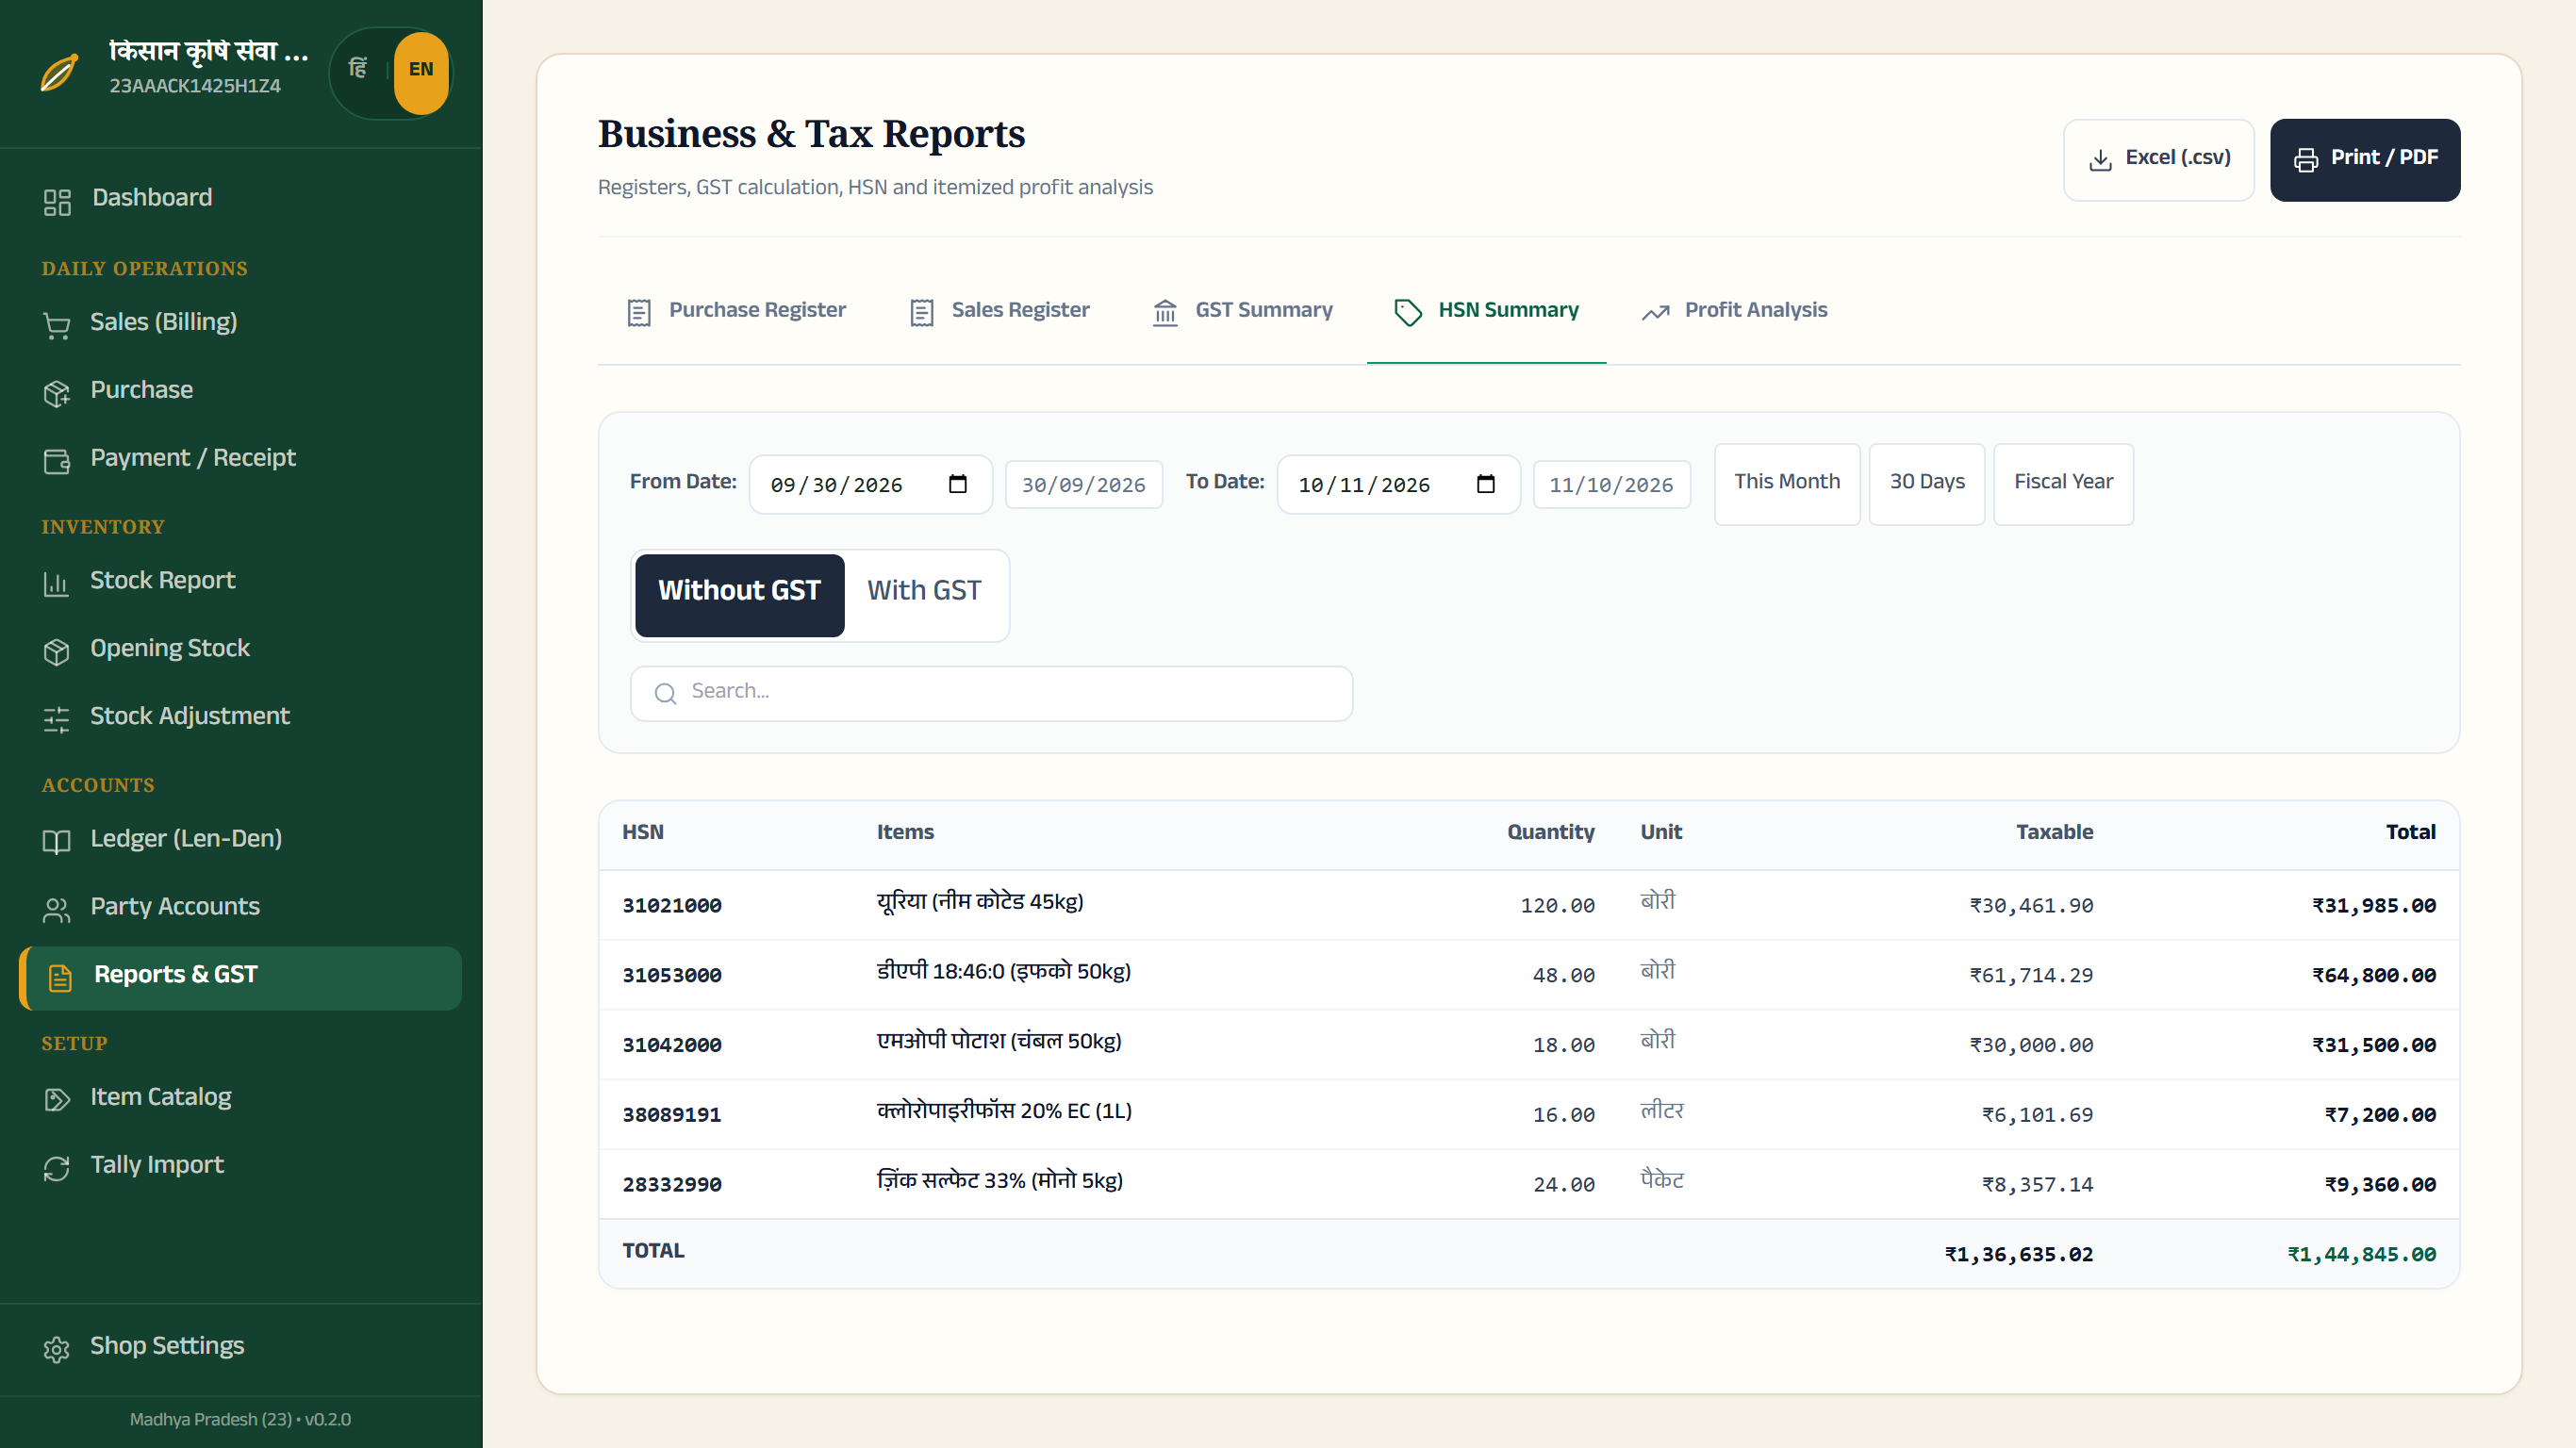 किसान कृषि सेवा ...
23AAACK1425H1Z4
हिं
EN
Dashboard
DAILY OPERATIONS
Sales (Billing)
Purchase
Payment / Receipt
INVENTORY
Stock Report
Opening Stock
Stock Adjustment
ACCOUNTS
Ledger (Len-Den)
Party Accounts
Reports & GST
SETUP
Item Catalog
Tally Import
Shop Settings
Madhya Pradesh (23) • v0.2.0
Business & Tax Reports
Registers, GST calculation, HSN and itemized profit analysis
Excel (.csv)
Print / PDF
Purchase Register
Sales Register
GST Summary
HSN Summary
Profit Analysis
From Date: 09/30/2026 30/09/2026 To Date: 10/11/2026 11/10/2026 This Month 30 Days Fiscal Year
Without GST With GST
Search...
HSN Items Quantity Unit Taxable Total
31021000 यूरिया (नीम कोटेड 45kg) 120.00 बोरी ₹30,461.90 ₹31,985.00
31053000 डीएपी 18:46:0 (इफको 50kg) 48.00 बोरी ₹61,714.29 ₹64,800.00
31042000 एमओपी पोटाश (चंबल 50kg) 18.00 बोरी ₹30,000.00 ₹31,500.00
38089191 क्लोरोपाइरीफॉस 20% EC (1L) 16.00 लीटर ₹6,101.69 ₹7,200.00
28332990 ज़िंक सल्फेट 33% (मोनो 5kg) 24.00 पैकेट ₹8,357.14 ₹9,360.00
TOTAL ₹1,36,635.02 ₹1,44,845.00